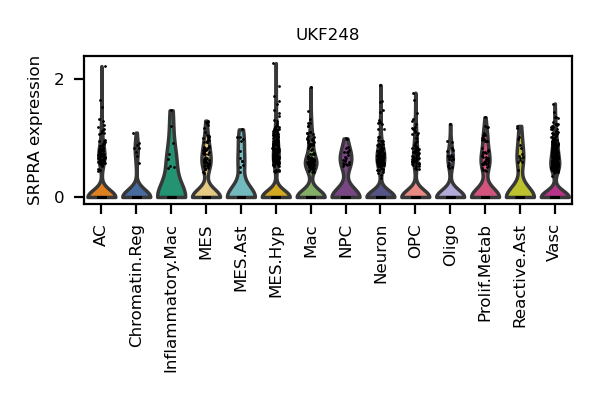 UKF248
SRPRA expression
2
0
AC
Chromatin.Reg
Inflammatory.Mac
MES
MES.Ast
MES.Hyp
Mac
NPC
Neuron
OPC
Oligo
Prolif.Metab
Reactive.Ast
Vasc